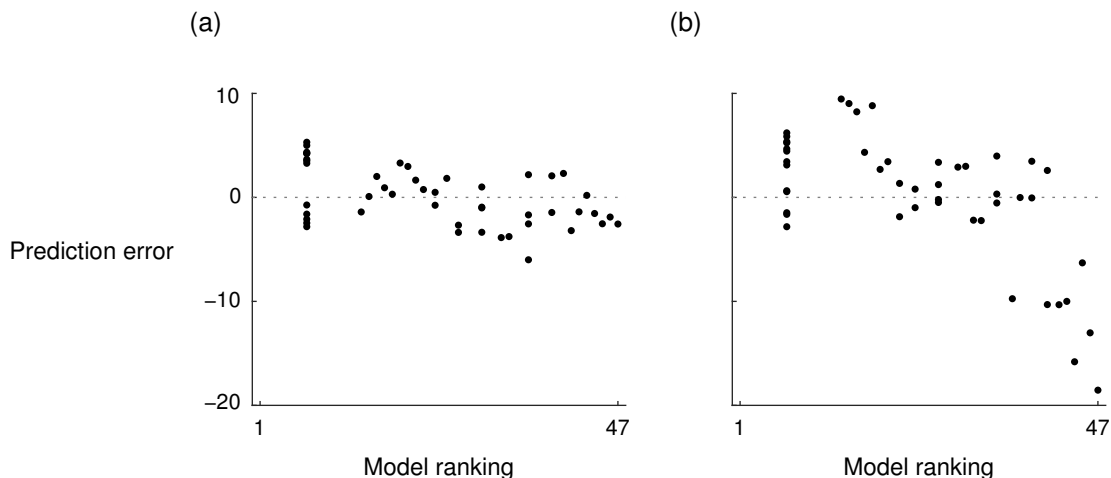 (a)
(b)
10
0
Prediction error
−10
−20
1
47
1
47
Model ranking
Model ranking